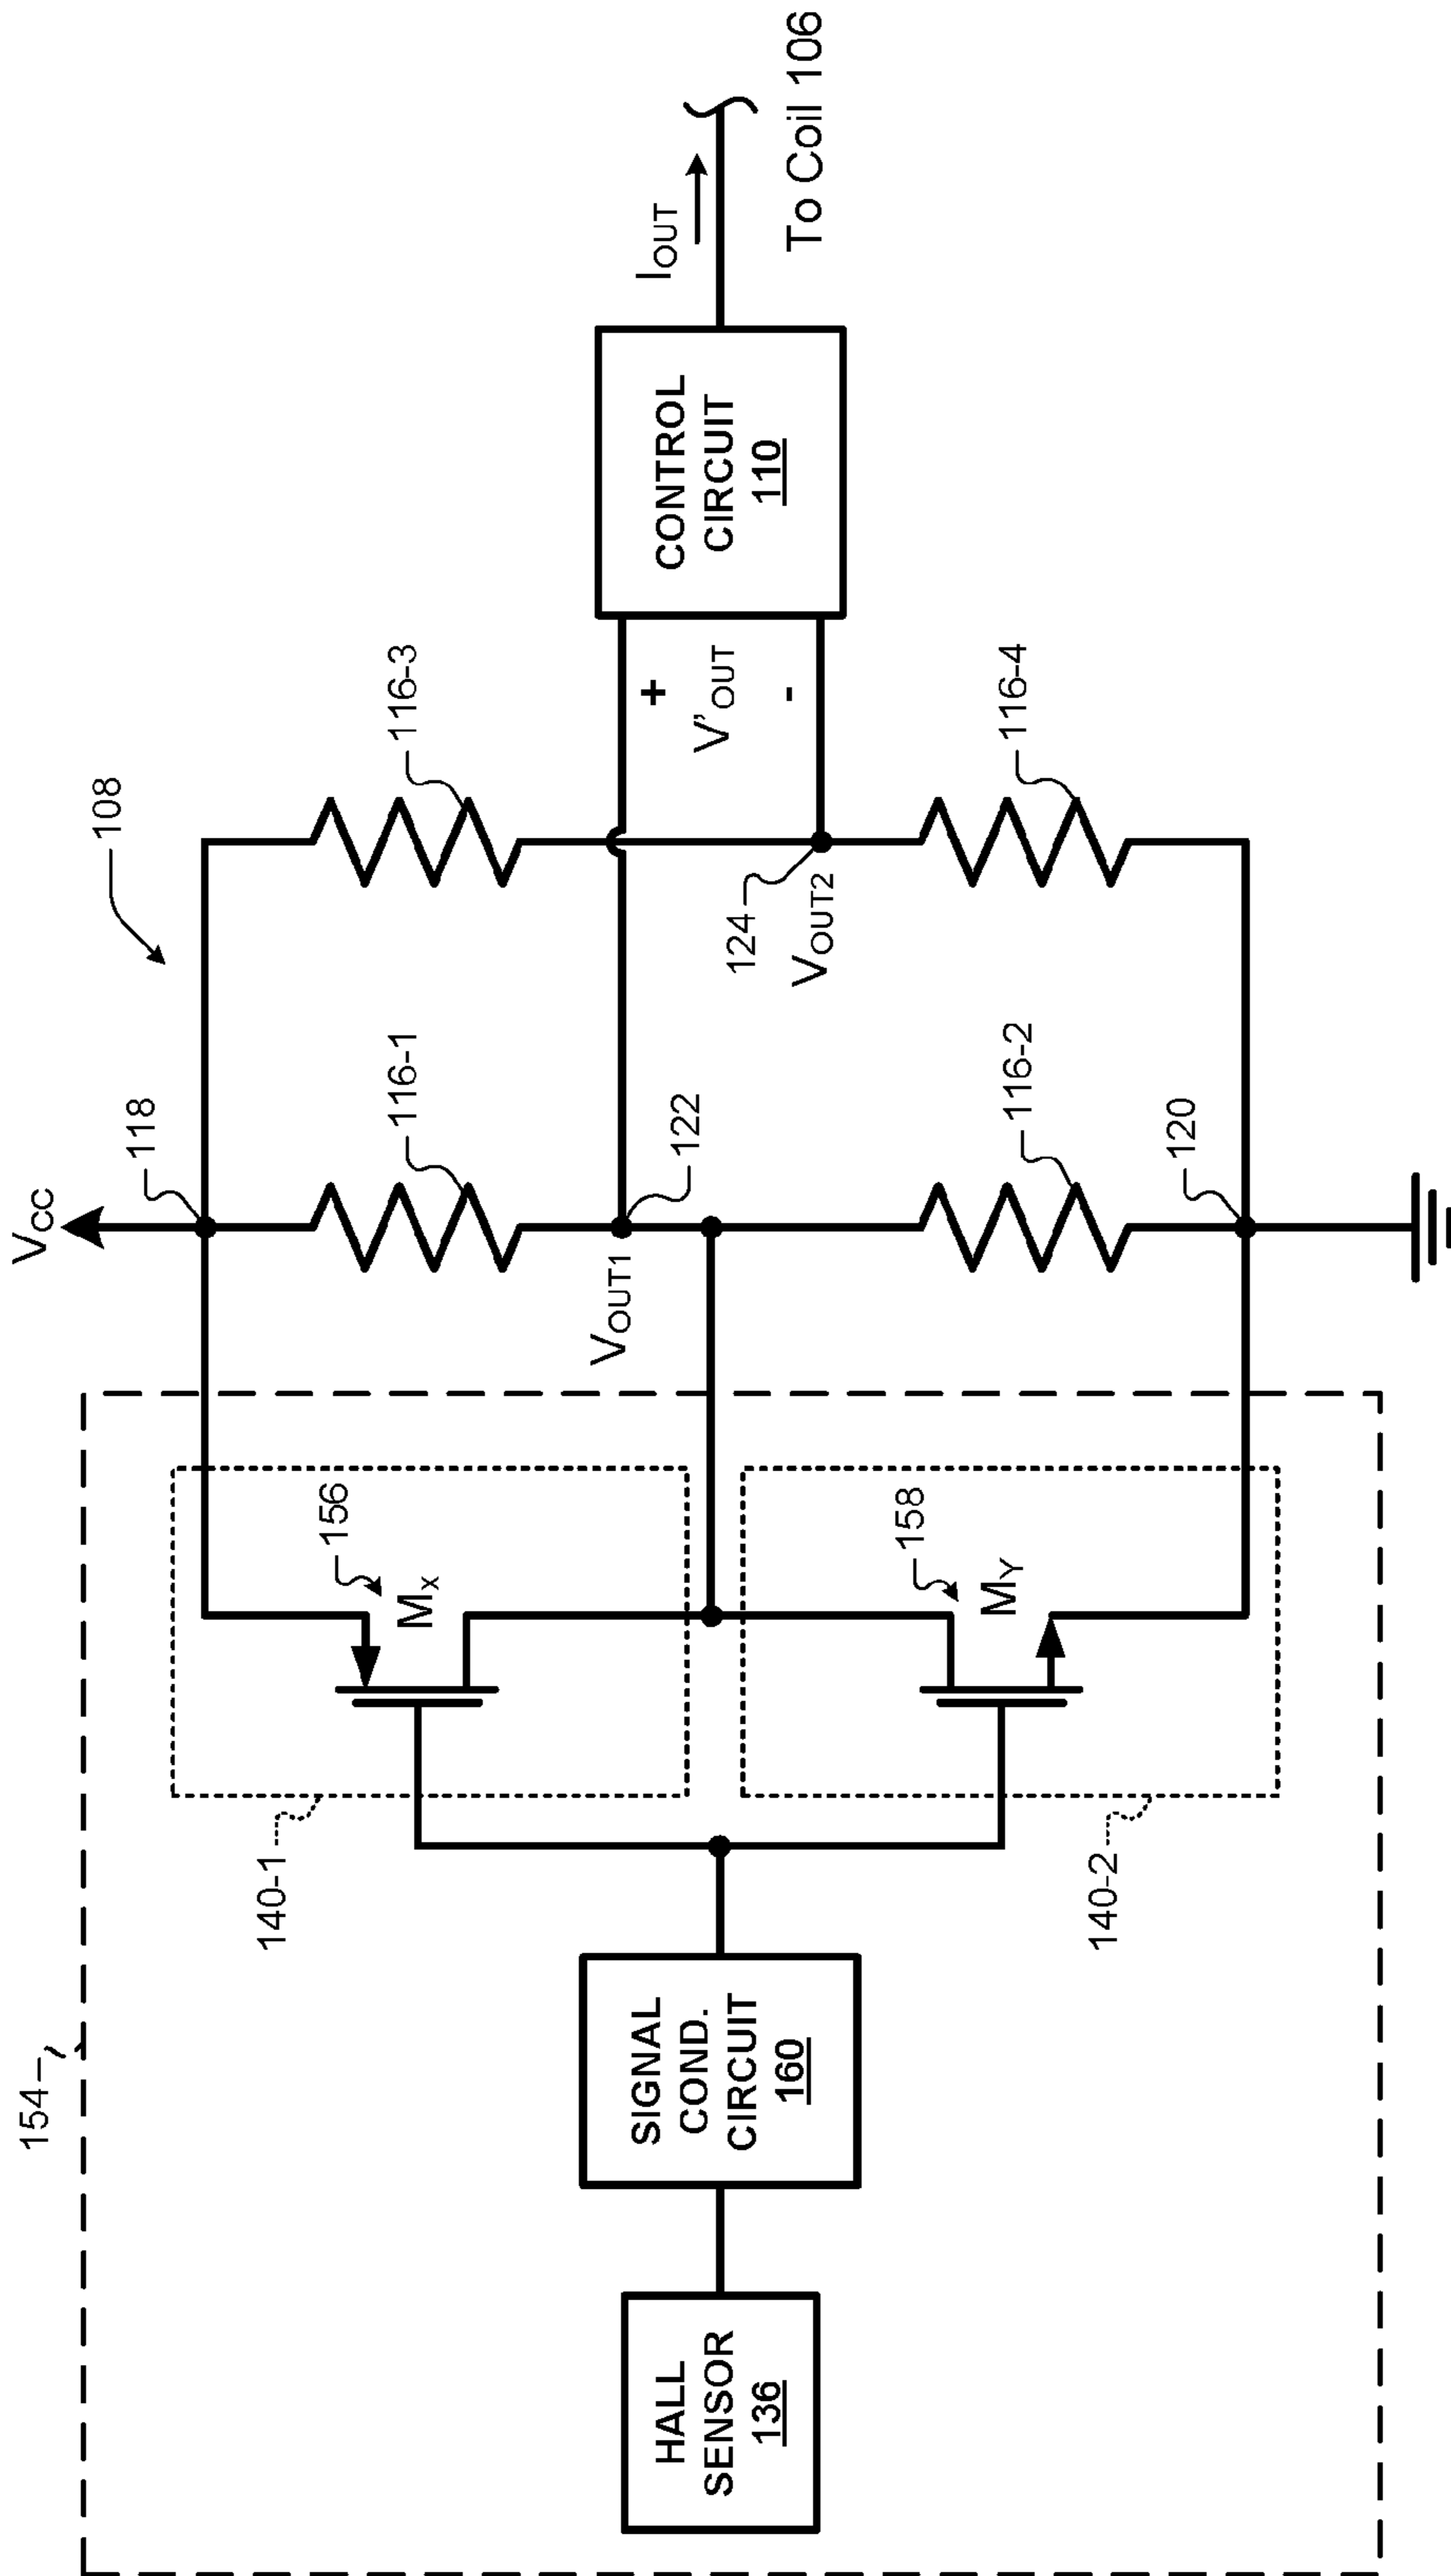 154
HALL
SENSOR
136
SIGNAL
COND.
CIRCUIT
160
140-1
140-2
156
Mx
158
MY
VCC
118
116-1
VOUT1
122
116-2
120
108
116-3
124
VOUT2
116-4
+
V'OUT
-
CONTROL
CIRCUIT
110
IOUT
To Coil 106